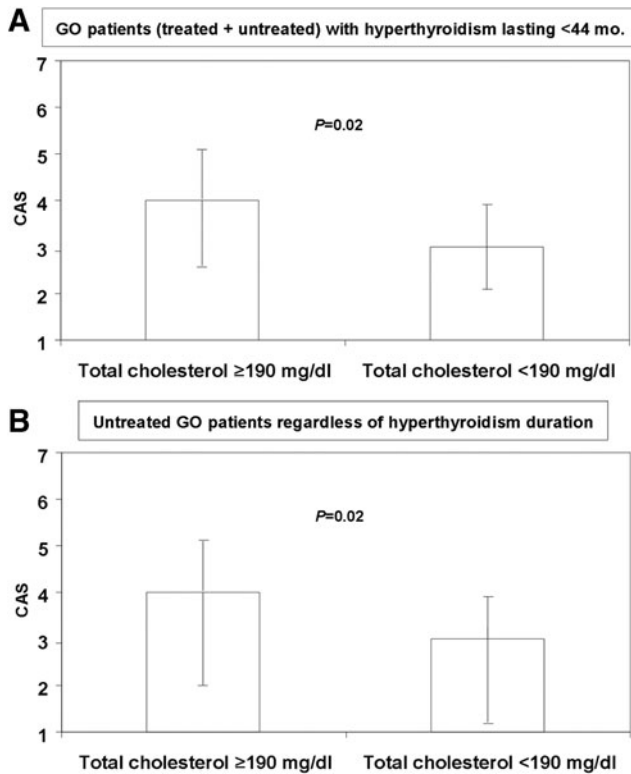 A
GO patients (treated + untreated) with hyperthyroidism lasting <44 mo.
7
6
5
4
3
2
1
CAS
P=0.02
Total cholesterol ≥190 mg/dl Total cholesterol <190 mg/dl
B
Untreated GO patients regardless of hyperthyroidism duration
7
6
5
4
3
2
1
CAS
P=0.02
Total cholesterol ≥190 mg/dl Total cholesterol <190 mg/dl